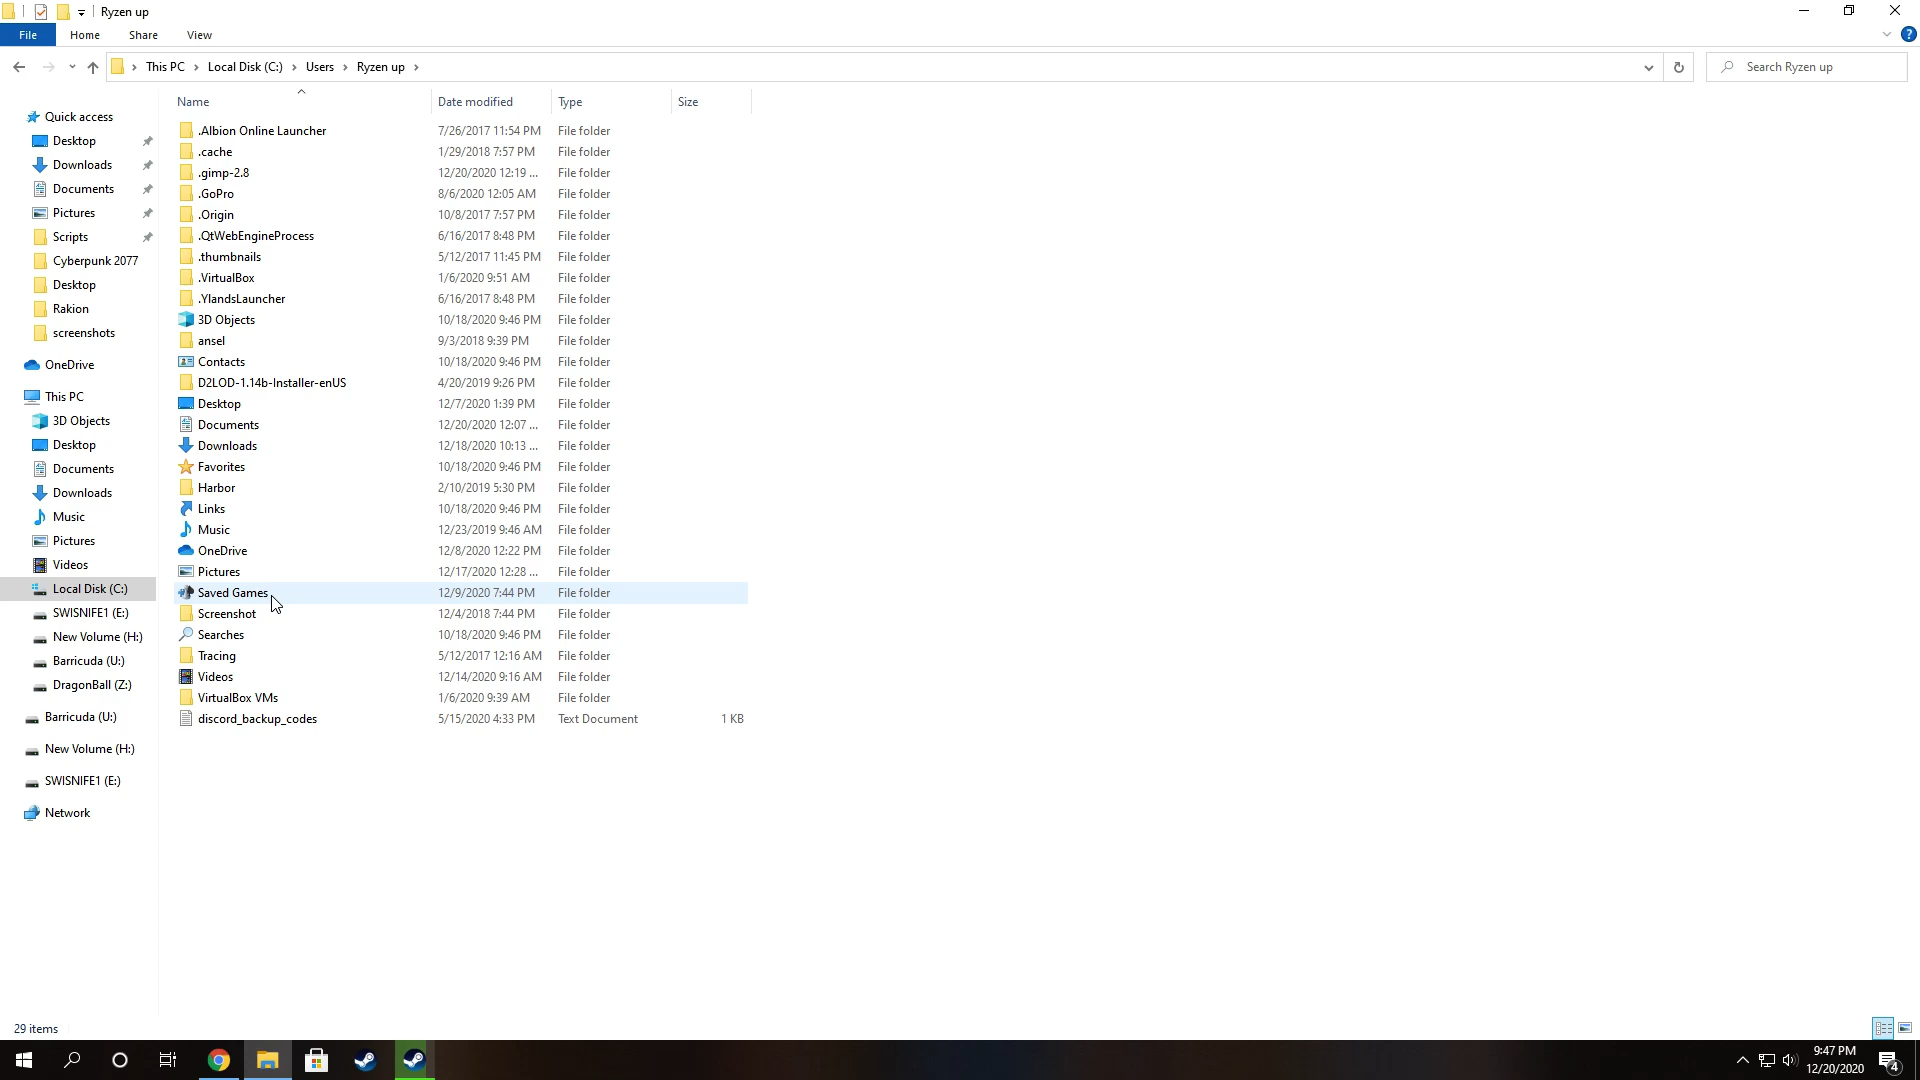 Ryzen up
File Home Share View
This PC Local Disk (C:) Users Ryzen up
Search Ryzen up
Name Date modified Type Size
Quick access
Desktop
Downloads
Documents
Pictures
Scripts
Cyberpunk 2077
Desktop
Rakion
screenshots
OneDrive
This PC
3D Objects
Desktop
Documents
Downloads
Music
Pictures
Videos
Local Disk (C:)
SWISNIFE1 (E:)
New Volume (H:)
Barricuda (U:)
DragonBall (Z:)
Barricuda (U:)
New Volume (H:)
SWISNIFE1 (E:)
Network
.Albion Online Launcher 7/26/2017 11:54 PM File folder
.cache 1/29/2018 7:57 PM File folder
.gimp-2.8 12/20/2020 12:19 ... File folder
.GoPro 8/6/2020 12:05 AM File folder
.Origin 10/8/2017 7:57 PM File folder
.QtWebEngineProcess 6/16/2017 8:48 PM File folder
.thumbnails 5/12/2017 11:45 PM File folder
.VirtualBox 1/6/2020 9:51 AM File folder
.YlandsLauncher 6/16/2017 8:48 PM File folder
3D Objects 10/18/2020 9:46 PM File folder
ansel 9/3/2018 9:39 PM File folder
Contacts 10/18/2020 9:46 PM File folder
D2LOD-1.14b-Installer-enUS 4/20/2019 9:26 PM File folder
Desktop 12/7/2020 1:39 PM File folder
Documents 12/20/2020 12:07 ... File folder
Downloads 12/18/2020 10:13 ... File folder
Favorites 10/18/2020 9:46 PM File folder
Harbor 2/10/2019 5:30 PM File folder
Links 10/18/2020 9:46 PM File folder
Music 12/23/2019 9:46 AM File folder
OneDrive 12/8/2020 12:22 PM File folder
Pictures 12/17/2020 12:28 ... File folder
Saved Games 12/9/2020 7:44 PM File folder
Screenshot 12/4/2018 7:44 PM File folder
Searches 10/18/2020 9:46 PM File folder
Tracing 5/12/2017 12:16 AM File folder
Videos 12/14/2020 9:16 AM File folder
VirtualBox VMs 1/6/2020 9:39 AM File folder
discord_backup_codes 5/15/2020 4:33 PM Text Document 1 KB
29 items
9:47 PM
12/20/2020
4